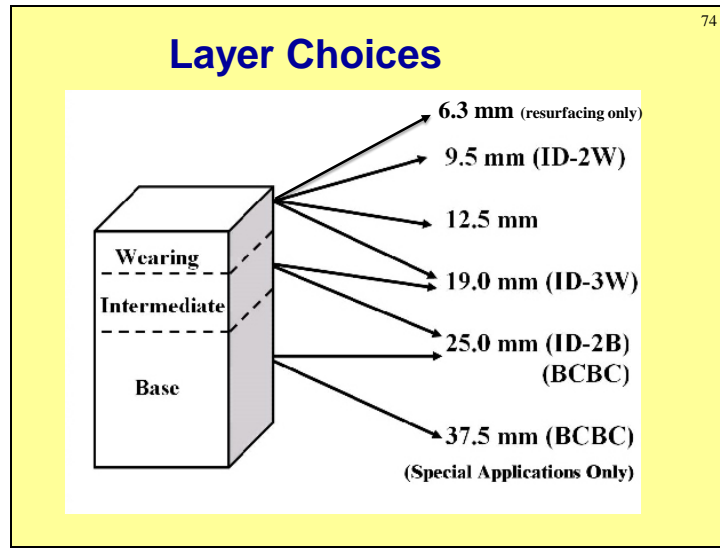 74
Layer Choices
6.3 mm (resurfacing only)
9.5 mm (ID-2W)
12.5 mm
Wearing
19.0 mm (ID-3W)
Intermediate
25.0 mm (ID-2B)
(BCBC)
Base
37.5 mm (BCBC)
(Special Applications Only)